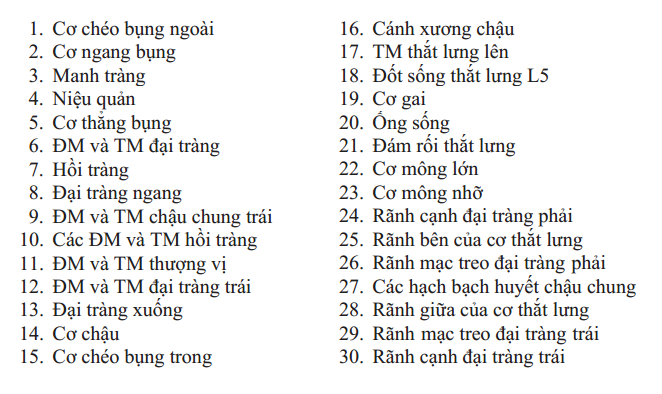 1. Cơ chéo bụng ngoài
2. Cơ ngang bụng
3. Manh tràng
4. Niệu quản
5. Cơ thẳng bụng
6. ĐM và TM đại tràng
7. Hồi tràng
8. Đại tràng ngang
9. ĐM và TM chậu chung trái
10. Các ĐM và TM hồi tràng
11. ĐM và TM thượng vị
12. ĐM và TM đại tràng trái
13. Đại tràng xuống
14. Cơ chậu
15. Cơ chéo bụng trong
16. Cánh xương chậu
17. TM thắt lưng lên
18. Đốt sống thắt lưng L5
19. Cơ gai
20. Ống sống
21. Đám rối thắt lưng
22. Cơ mông lớn
23. Cơ mông nhỡ
24. Rãnh cạnh đại tràng phải
25. Rãnh bên của cơ thắt lưng
26. Rãnh mạc treo đại tràng phải
27. Các hạch bạch huyết chậu chung
28. Rãnh giữa của cơ thắt lưng
29. Rãnh mạc treo đại tràng trái
30. Rãnh cạnh đại tràng trái